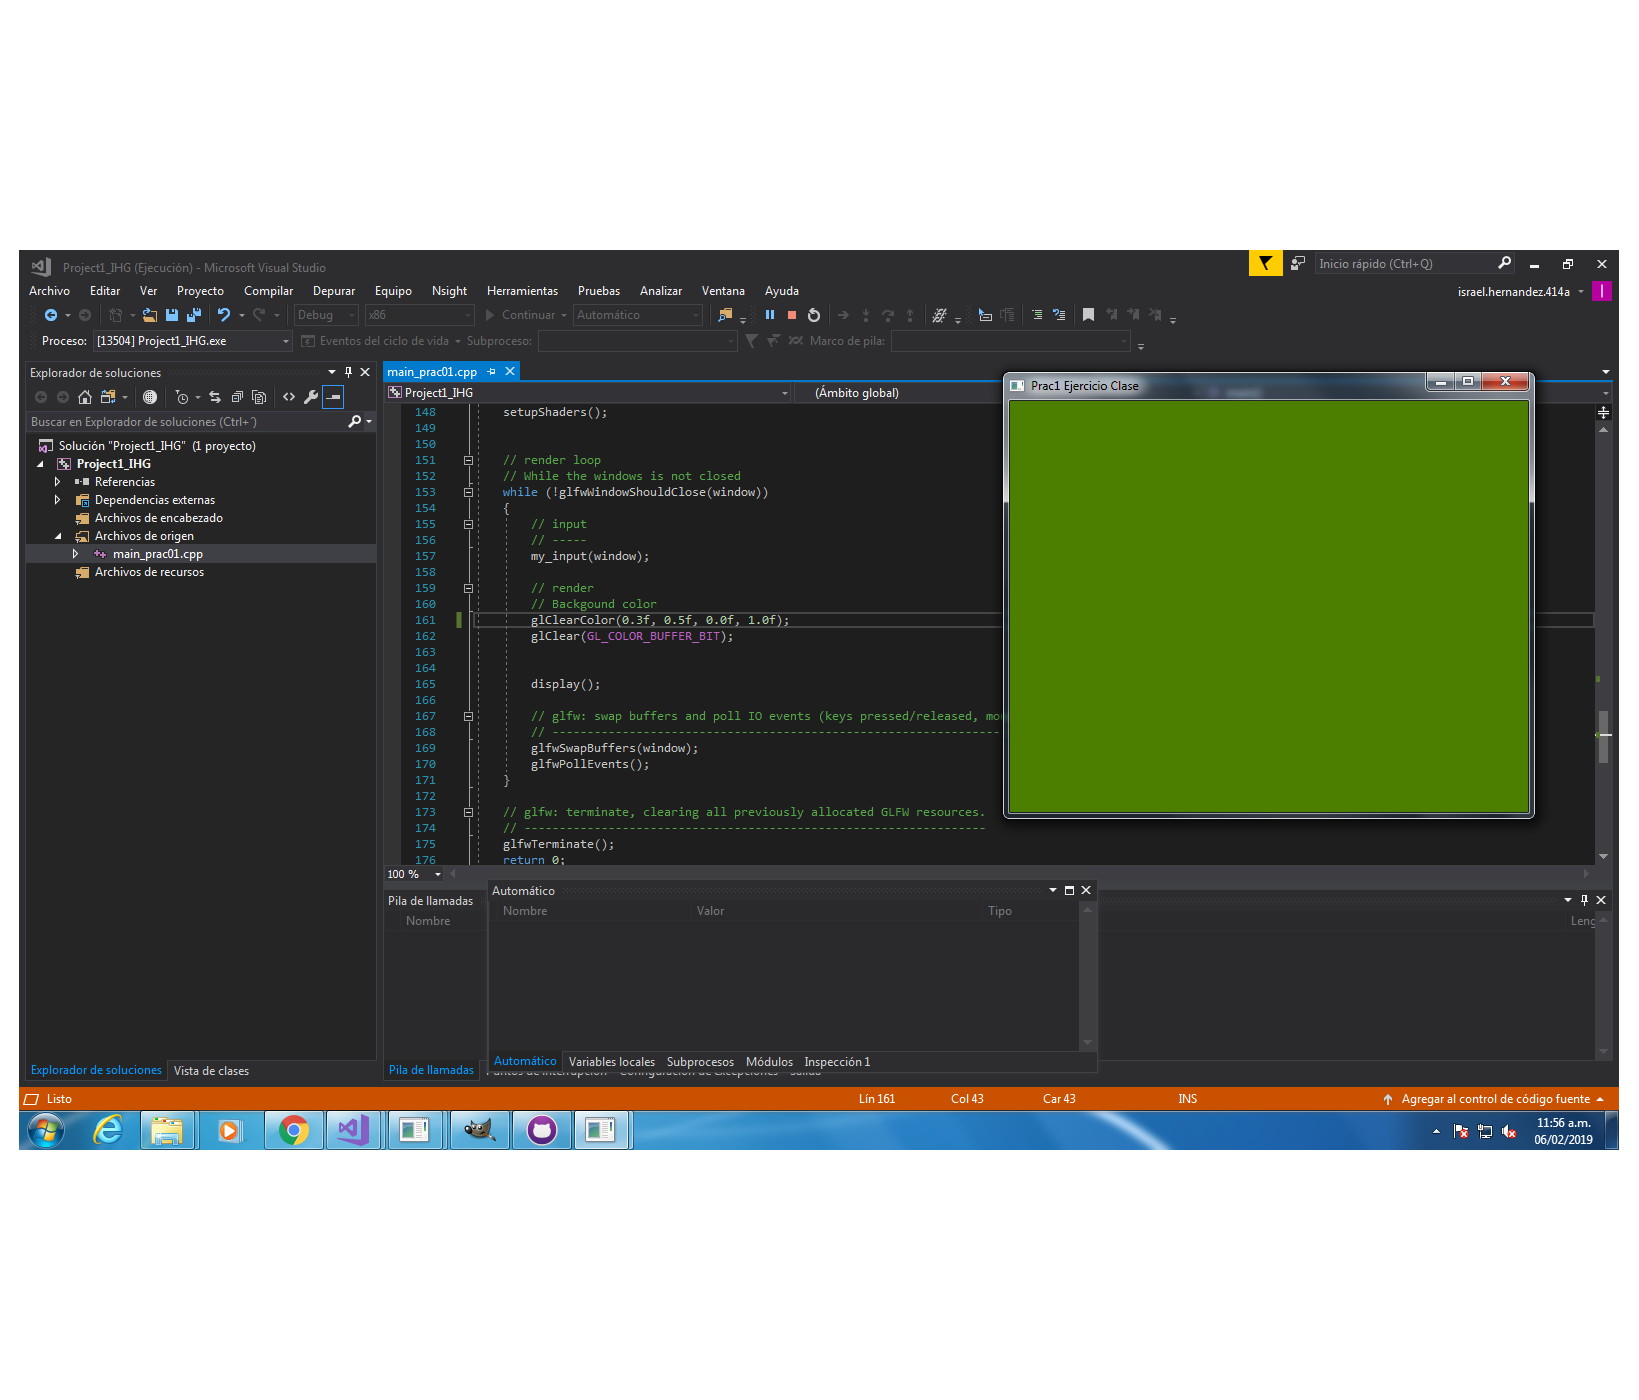 Project1_IHG (Ejecución) - Microsoft Visual Studio
Inicio rápido (Ctrl+Q)
Archivo Editar Ver Proyecto Compilar Depurar Equipo Nsight Herramientas Pruebas Analizar Ventana Ayuda
israel.hernandez.414a
Debug x86 Continuar Automático
Proceso: [13504] Project1_IHG.exe Eventos del ciclo de vida Subproceso: Marco de pila:
Explorador de soluciones
Buscar en Explorador de soluciones (Ctrl+´)
Solución "Project1_IHG" (1 proyecto)
Project1_IHG
Referencias
Dependencias externas
Archivos de encabezado
Archivos de origen
main_prac01.cpp
Archivos de recursos
Explorador de soluciones Vista de clases
main_prac01.cpp
Project1_IHG (Ámbito global)
148 setupShaders();
149
150
151 // render loop
152 // While the windows is not closed
153 while (!glfwWindowShouldClose(window))
154 {
155 // input
156 // -----
157 my_input(window);
158
159 // render
160 // Backgound color
161 glClearColor(0.3f, 0.5f, 0.0f, 1.0f);
162 glClear(GL_COLOR_BUFFER_BIT);
163
164
165 display();
166
167 // glfw: swap buffers and poll IO events (keys pressed/released, mou
168 // ----------------------------------------------------------------
169 glfwSwapBuffers(window);
170 glfwPollEvents();
171 }
172
173 // glfw: terminate, clearing all previously allocated GLFW resources.
174 // ------------------------------------------------------------------
175 glfwTerminate();
176 return 0;
100 %
Prac1 Ejercicio Clase
Pila de llamadas
Nombre
Leng
Automático
Nombre Valor Tipo
Automático Variables locales Subprocesos Módulos Inspección 1
Pila de llamadas
Listo Lín 161 Col 43 Car 43 INS Agregar al control de código fuente
11:56 a.m.
06/02/2019